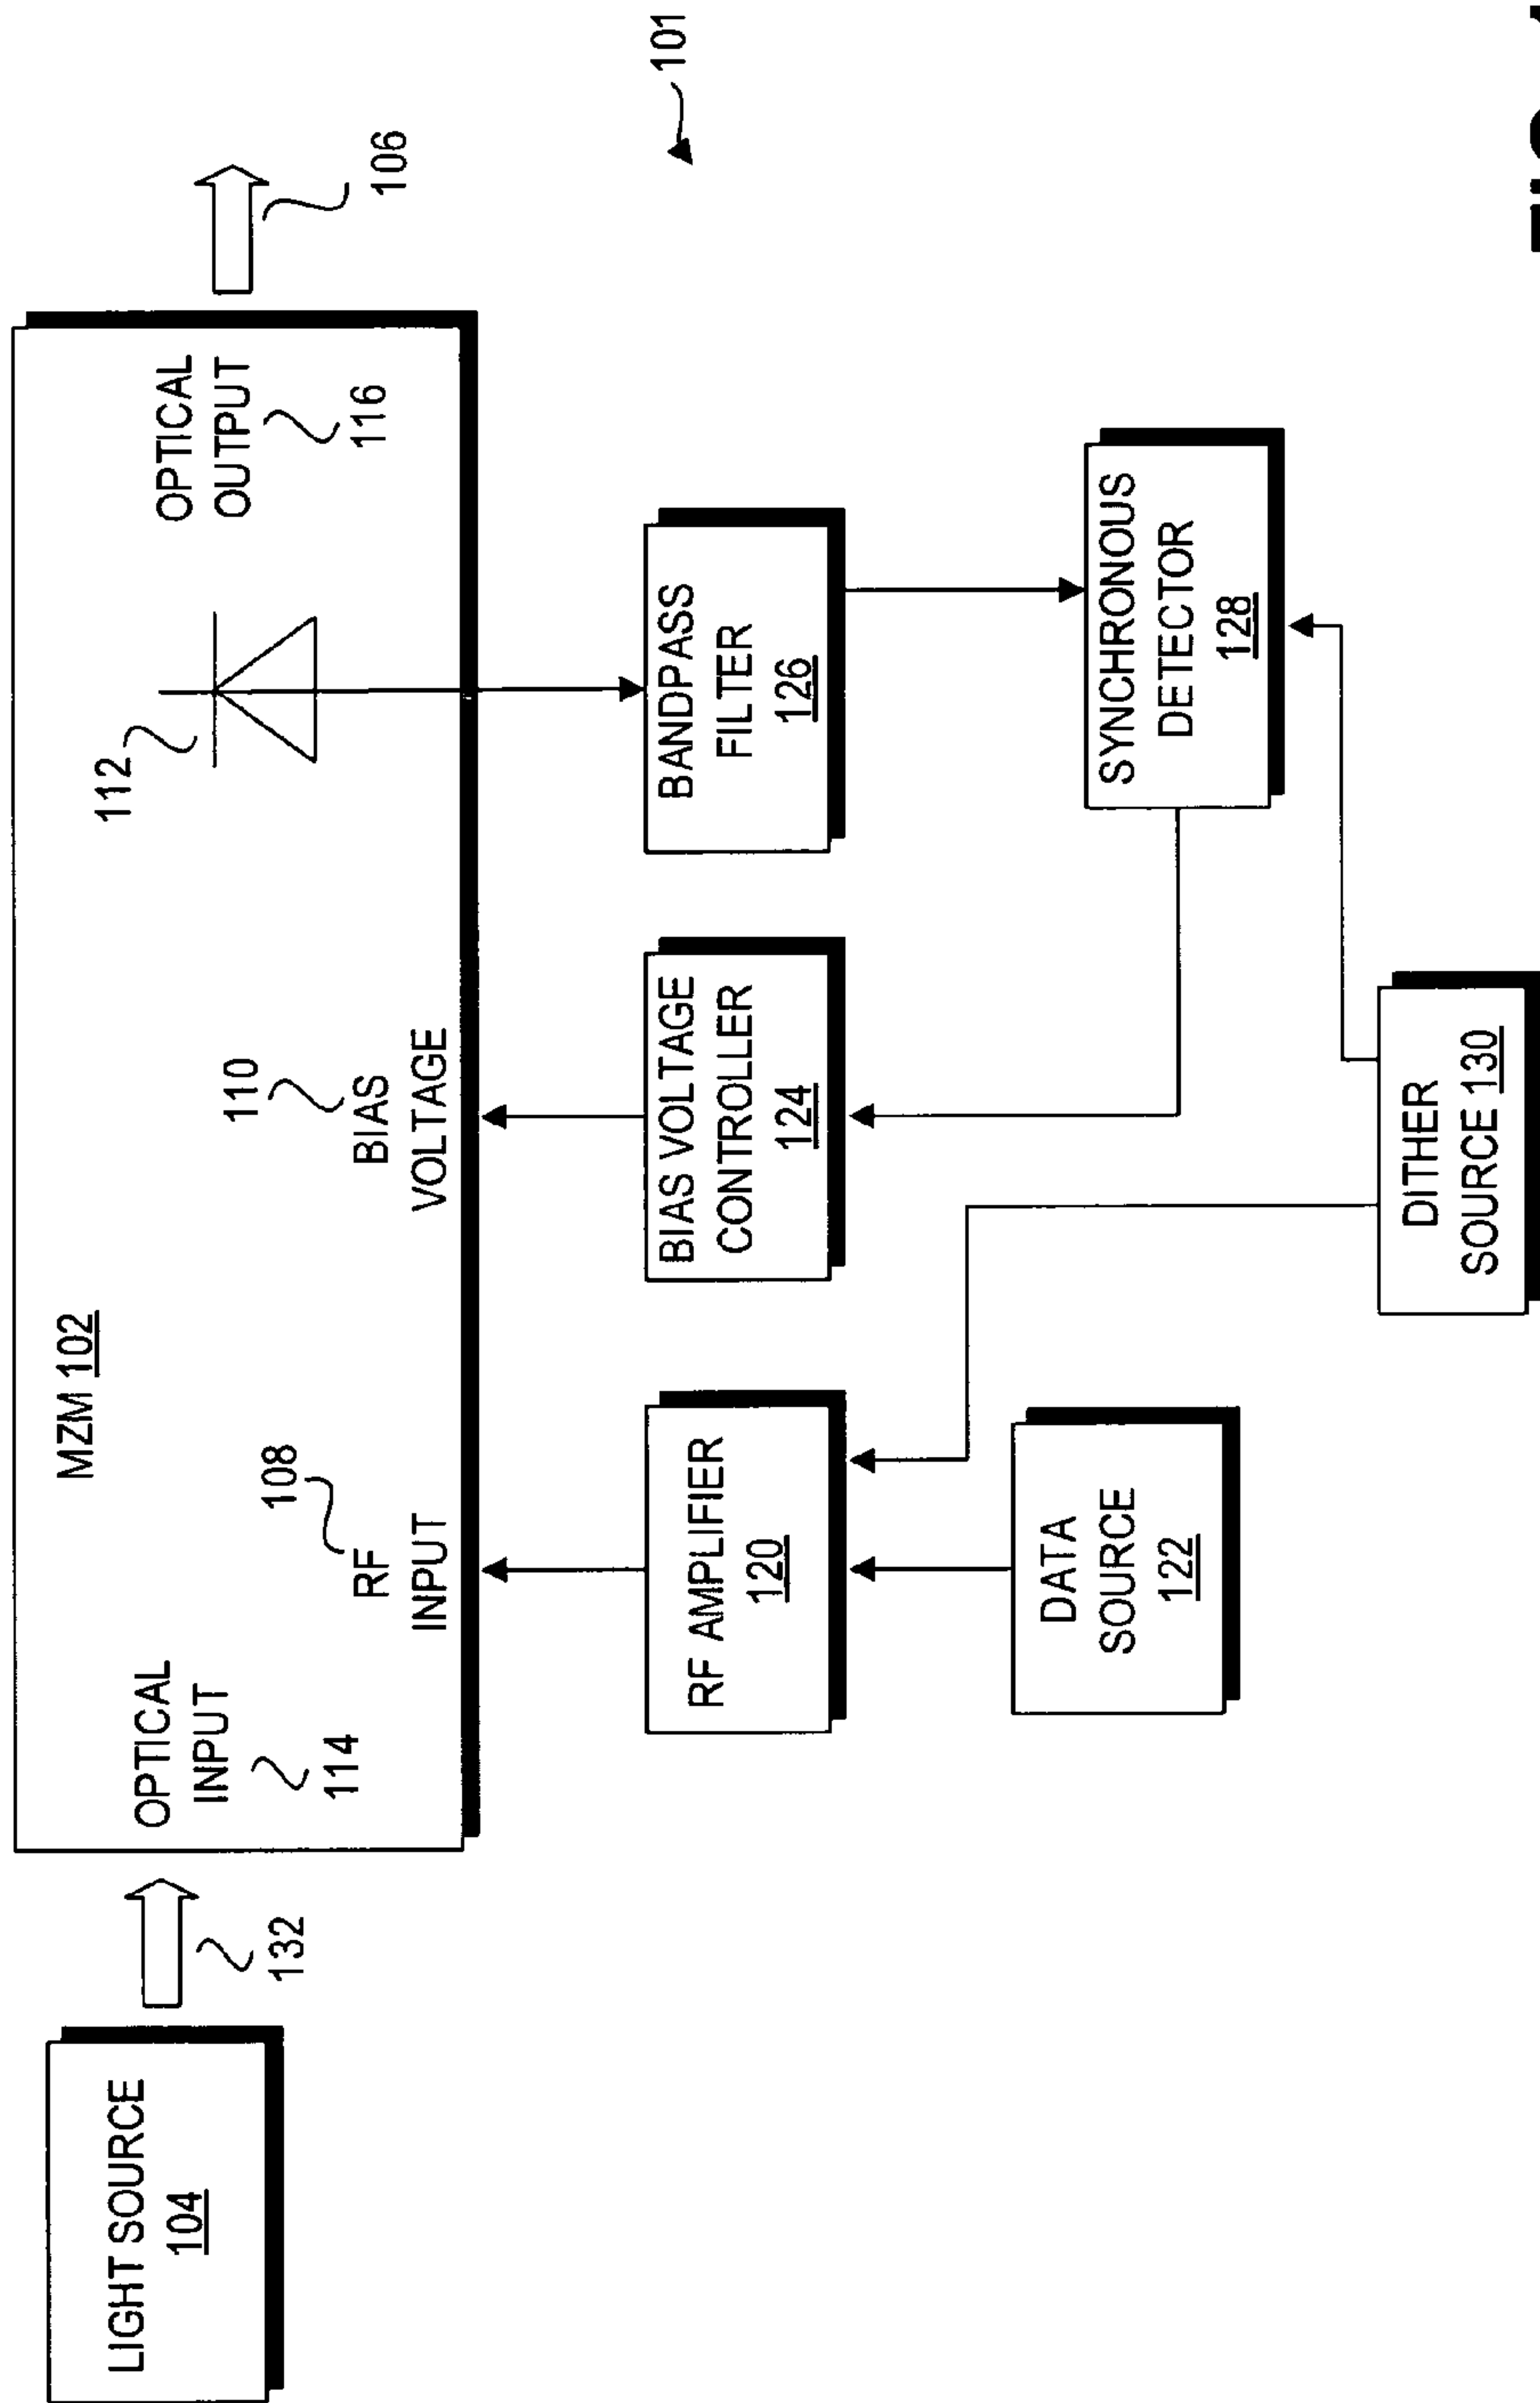 LIGHT SOURCE
104
132
MZM 102
OPTICAL
INPUT
114
108
RF
INPUT
110
BIAS
VOLTAGE
112
OPTICAL
OUTPUT
116
106
101
RF AMPLIFIER
120
BIAS VOLTAGE
CONTROLLER
124
BANDPASS
FILTER
126
DATA
SOURCE
122
SYNCHRONOUS
DETECTOR
128
DITHER
SOURCE 130